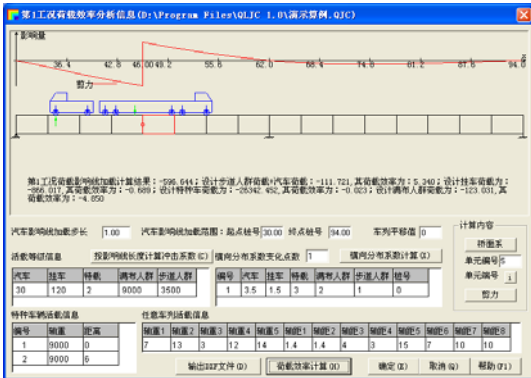 第1工况荷载效率分析信息(D:\Program Files\QLJC 1.0\演示算例.QJC)
影响量
36.4 42.8 46.00 49.2 55.6 62.0 68.4 74.8 81.2 87.6 94.0
剪力
第1工况荷载影响线加载计算结果：-596.644；设计步道人群荷载+汽车荷载：-111.721,其荷载效率为：5.340；设计挂车荷载为：
-866.017,其荷载效率为：-0.689；设计特种车荷载为：-26342.452,其荷载效率为：-0.023；设计满布人群荷载为：-123.031,其
荷载效率为：-4.850
汽车影响线加载步长 1.00 汽车影响线加载范围：起点桩号 30.00 终点桩号 94.00 车列平移值 0
计算内容
桥面系
单元编号 5
单元端号 i
剪力
活载等级信息 按影响线长度计算冲击系数(C) 横向分布系数变化点数 1 横向分布系数计算(X)
汽车 挂车 特载 满布人群 步道人群
30 120 2 9000 3500
编号 汽车 挂车 特载 满布人群 步道人群 桩号
1 3.5 1.5 3 2 1 0
特种车辆活载信息
编号 轴重 距离
1 9000 0
2 9000 6
任意车列活载信息
轴重1 轴重2 轴重3 轴重4 轴重5 轴距1 轴距2 轴距3 轴距4 轴距5 轴距6 轴距7 轴距8
7 13 3 12 14 1.4 1.4 4 3 15 7 10 10
输出DXF文件(D) 荷载效率计算(H) 确定(E) 取消(Q) 帮助(F1)